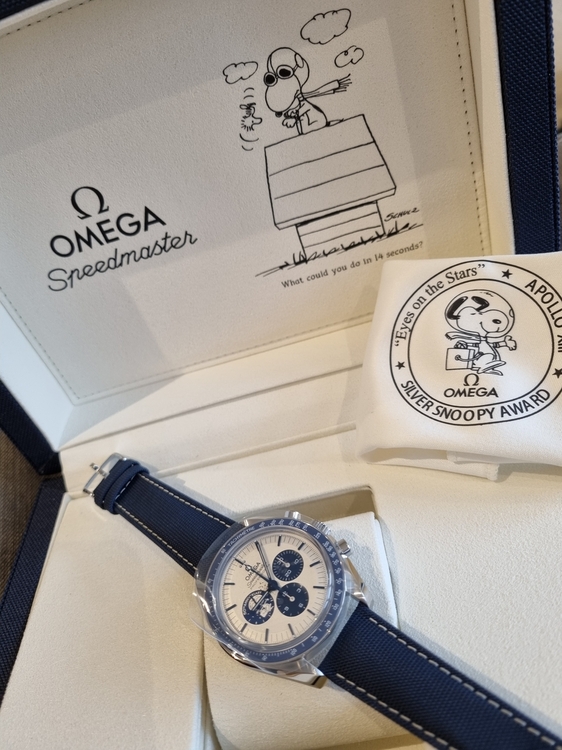 Ω
OMEGA
Speedmaster
SCHULZ
What could you do in 14 seconds?
"Eyes on the Stars" ★ APOLLO XIII
Ω
OMEGA
★ SILVER SNOOPY AWARD ★
Ω
OMEGA